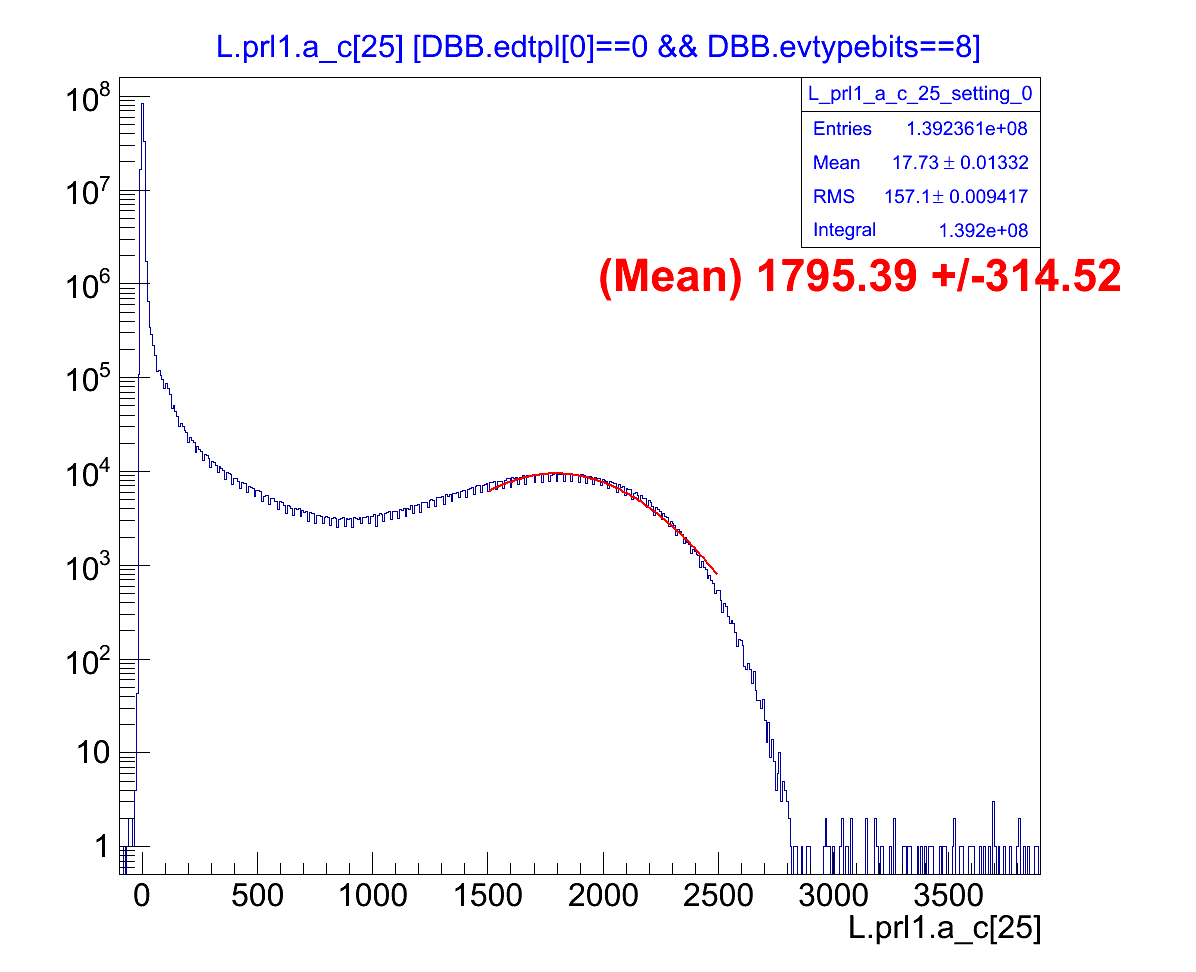 L.prl1.a_c[25] [DBB.edtpl[0]==0 && DBB.evtypebits==8]
L_prl1_a_c_25_setting_0
Entries 1.392361e+08
Mean 17.73 ± 0.01332
RMS 157.1± 0.009417
Integral 1.392e+08
(Mean) 1795.39 +/-314.52
10^8
10^7
10^6
10^5
10^4
10^3
10^2
10
1
0 500 1000 1500 2000 2500 3000 3500
L.prl1.a_c[25]